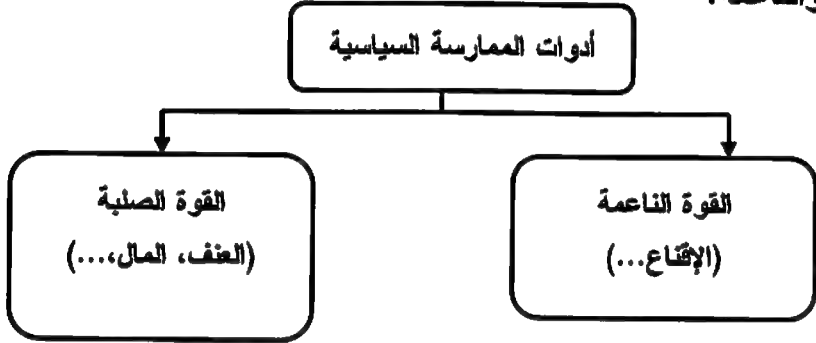 أدوات الممارسة السياسية
القوة الناعمة
(الإقناع...)
القوة الصلبة
(العنف، المال،...)